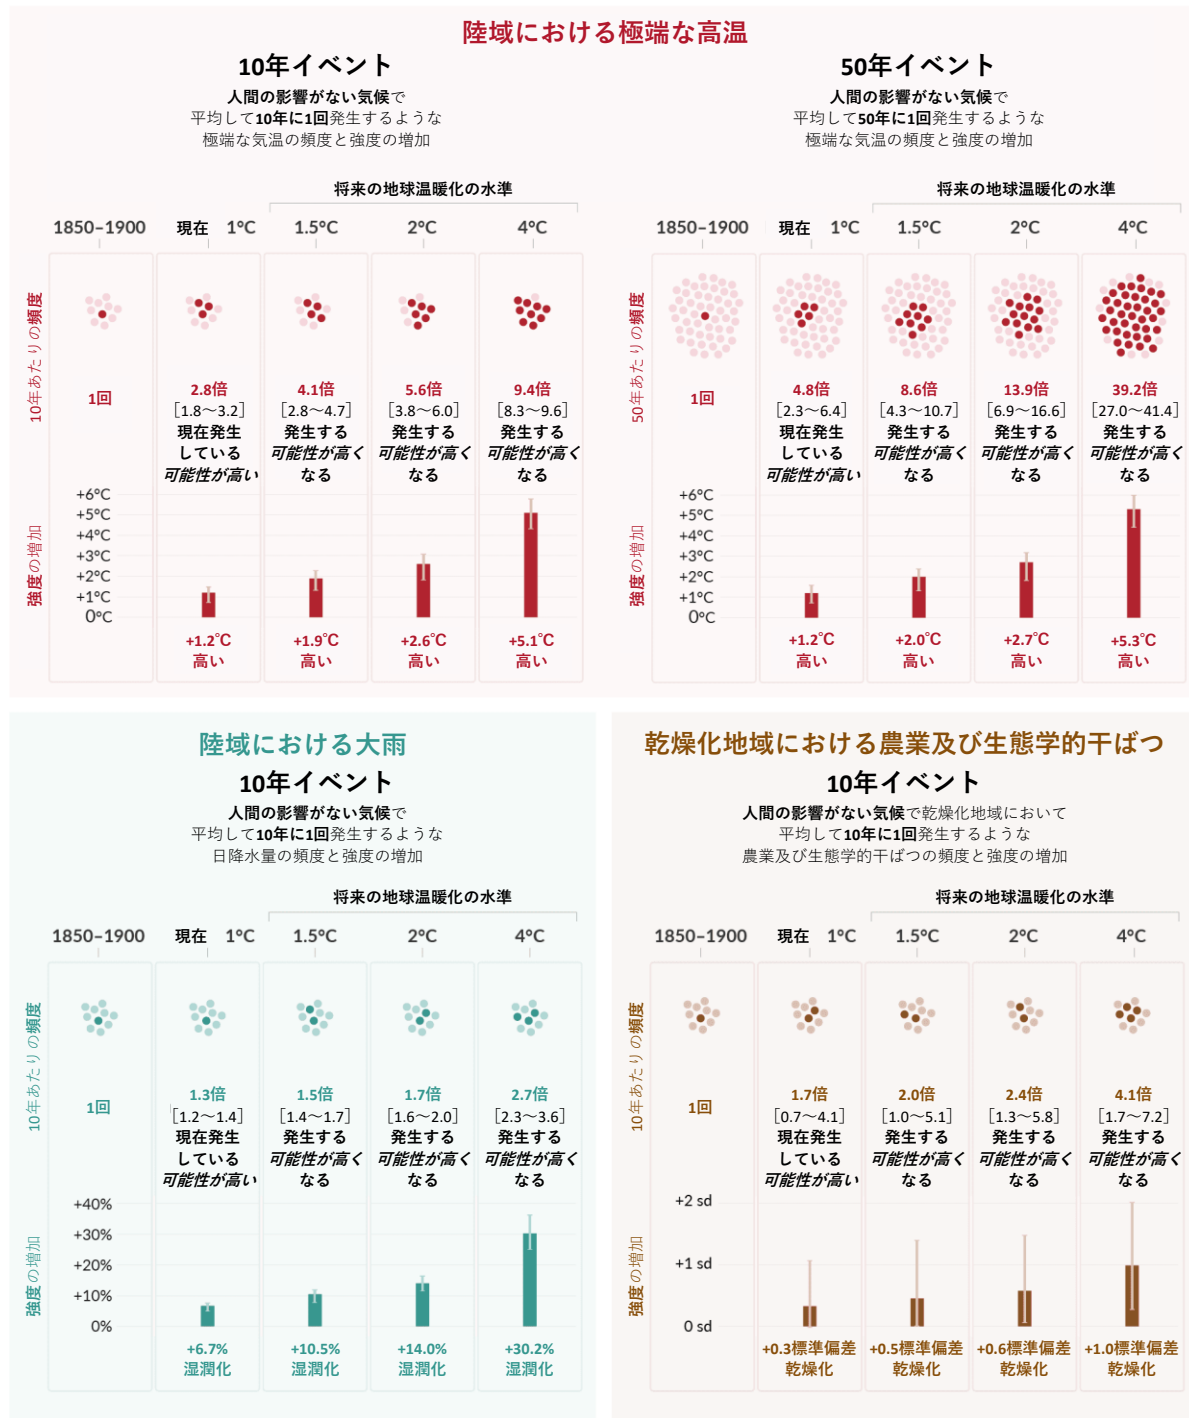 陸域における極端な高温
10年イベント
人間の影響がない気候で
平均して10年に1回発生するような
極端な気温の頻度と強度の増加
将来の地球温暖化の水準
1850–1900 現在 1°C 1.5°C 2°C 4°C
10年あたりの頻度
1回
2.8倍
[1.8～3.2]
現在発生
している
可能性が高い
4.1倍
[2.8～4.7]
発生する
可能性が高く
なる
5.6倍
[3.8～6.0]
発生する
可能性が高く
なる
9.4倍
[8.3～9.6]
発生する
可能性が高く
なる
強度の増加
+6°C
+5°C
+4°C
+3°C
+2°C
+1°C
0°C
+1.2℃
高い
+1.9℃
高い
+2.6℃
高い
+5.1℃
高い
50年イベント
人間の影響がない気候で
平均して50年に1回発生するような
極端な気温の頻度と強度の増加
将来の地球温暖化の水準
1850–1900 現在 1°C 1.5°C 2°C 4°C
50年あたりの頻度
1回
4.8倍
[2.3～6.4]
現在発生
している
可能性が高い
8.6倍
[4.3～10.7]
発生する
可能性が高く
なる
13.9倍
[6.9～16.6]
発生する
可能性が高く
なる
39.2倍
[27.0～41.4]
発生する
可能性が高く
なる
強度の増加
+6°C
+5°C
+4°C
+3°C
+2°C
+1°C
0°C
+1.2℃
高い
+2.0℃
高い
+2.7℃
高い
+5.3℃
高い
陸域における大雨
10年イベント
人間の影響がない気候で
平均して10年に1回発生するような
日降水量の頻度と強度の増加
将来の地球温暖化の水準
1850–1900 現在 1°C 1.5°C 2°C 4°C
10年あたりの頻度
1回
1.3倍
[1.2～1.4]
現在発生
している
可能性が高い
1.5倍
[1.4～1.7]
発生する
可能性が高く
なる
1.7倍
[1.6～2.0]
発生する
可能性が高く
なる
2.7倍
[2.3～3.6]
発生する
可能性が高く
なる
強度の増加
+40%
+30%
+20%
+10%
0%
+6.7%
湿潤化
+10.5%
湿潤化
+14.0%
湿潤化
+30.2%
湿潤化
乾燥化地域における農業及び生態学的干ばつ
10年イベント
人間の影響がない気候で乾燥化地域において
平均して10年に1回発生するような
農業及び生態学的干ばつの頻度と強度の増加
将来の地球温暖化の水準
1850–1900 現在 1°C 1.5°C 2°C 4°C
10年あたりの頻度
1回
1.7倍
[0.7～4.1]
現在発生
している
可能性が高い
2.0倍
[1.0～5.1]
発生する
可能性が高く
なる
2.4倍
[1.3～5.8]
発生する
可能性が高く
なる
4.1倍
[1.7～7.2]
発生する
可能性が高く
なる
強度の増加
+2 sd
+1 sd
0 sd
+0.3標準偏差
乾燥化
+0.5標準偏差
乾燥化
+0.6標準偏差
乾燥化
+1.0標準偏差
乾燥化